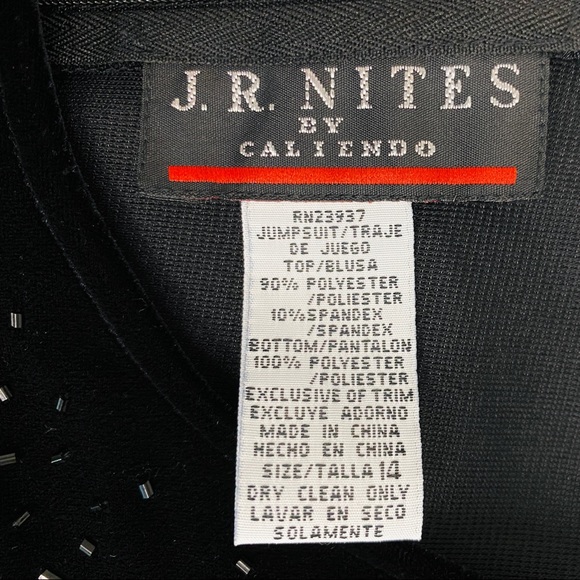 J.R. NITES
BY
CALIENDO
RN23937
JUMPSUIT/TRAJE
DE JUEGO
TOP/BLUSA
90% POLYESTER
/POLIESTER
10%SPANDEX
/SPANDEX
BOTTOM/PANTALON
100% POLYESTER
/POLIESTER
EXCLUSIVE OF TRIM
EXCLUYE ADORNO
MADE IN CHINA
HECHO EN CHINA
SIZE/TALLA 14
DRY CLEAN ONLY
LAVAR EN SECO
SOLAMENTE